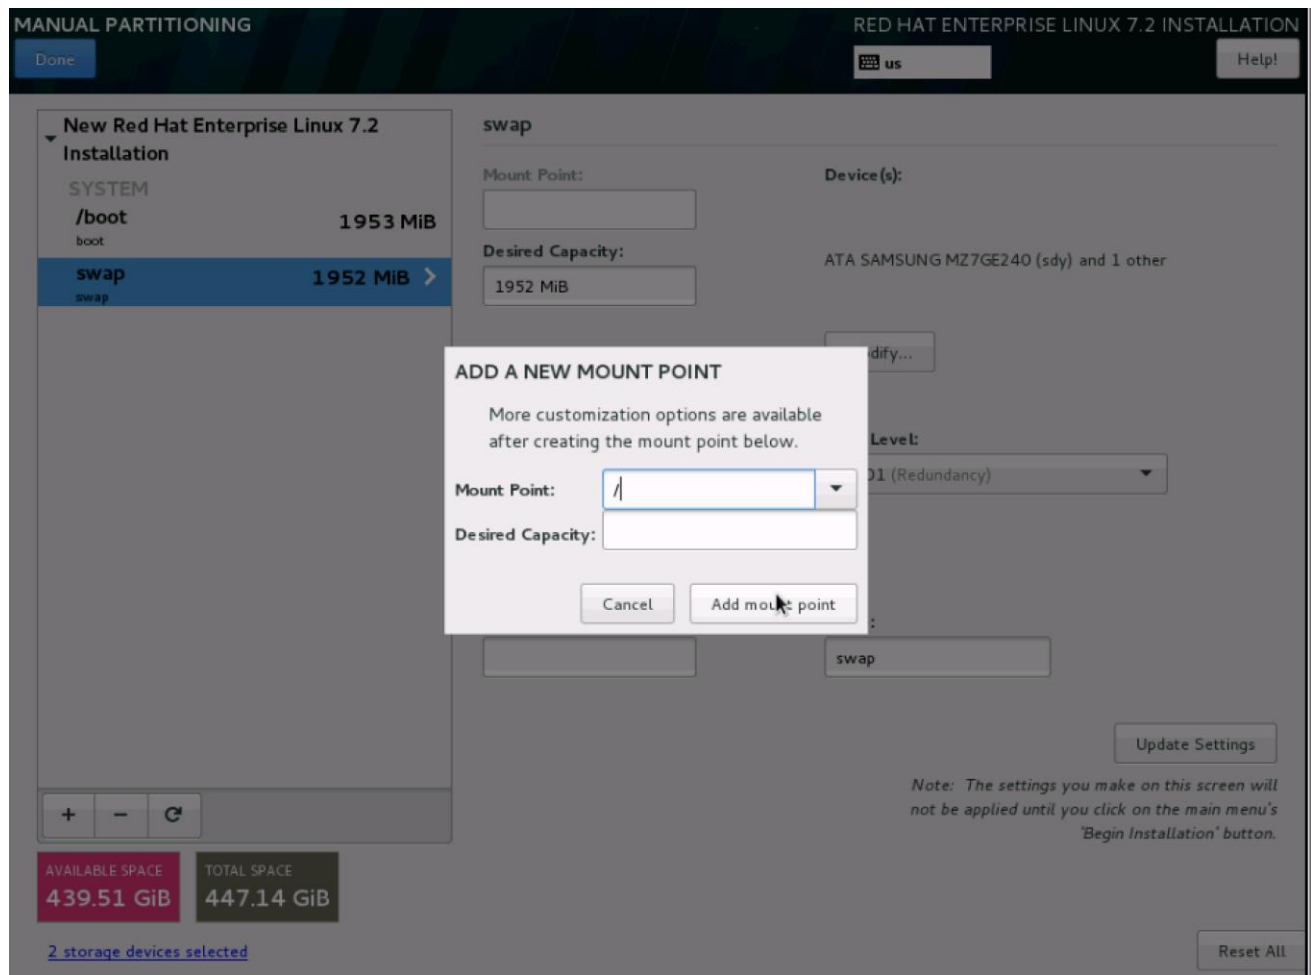 MANUAL PARTITIONING
RED HAT ENTERPRISE LINUX 7.2 INSTALLATION
Done
us
Help!
New Red Hat Enterprise Linux 7.2
Installation
SYSTEM
/boot
1953 MiB
boot
swap
1952 MiB
swap
swap
Mount Point:
Device(s):
Desired Capacity:
ATA SAMSUNG MZ7GE240 (sdy) and 1 other
1952 MiB
dify...
Level:
(Redundancy)
ADD A NEW MOUNT POINT
More customization options are available
after creating the mount point below.
Mount Point:
/
Desired Capacity:
Cancel
Add mount point
:
swap
Update Settings
Note: The settings you make on this screen will
not be applied until you click on the main menu's
'Begin Installation' button.
+ −
AVAILABLE SPACE
439.51 GiB
TOTAL SPACE
447.14 GiB
2 storage devices selected
Reset All